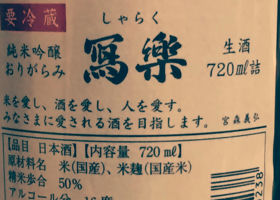 要冷蔵
しゃらく
純米吟醸
おりがらみ
寫樂
生酒
720㎖詰
米を愛し、酒を愛し、人を愛す。
みなさまに愛される酒を目指します。
宮森義弘
【品目 日本酒】【内容量 720㎖】
原材料名 米(国産)、米麹(国産米)
精米歩合 50%
アルコール分 16度
0238